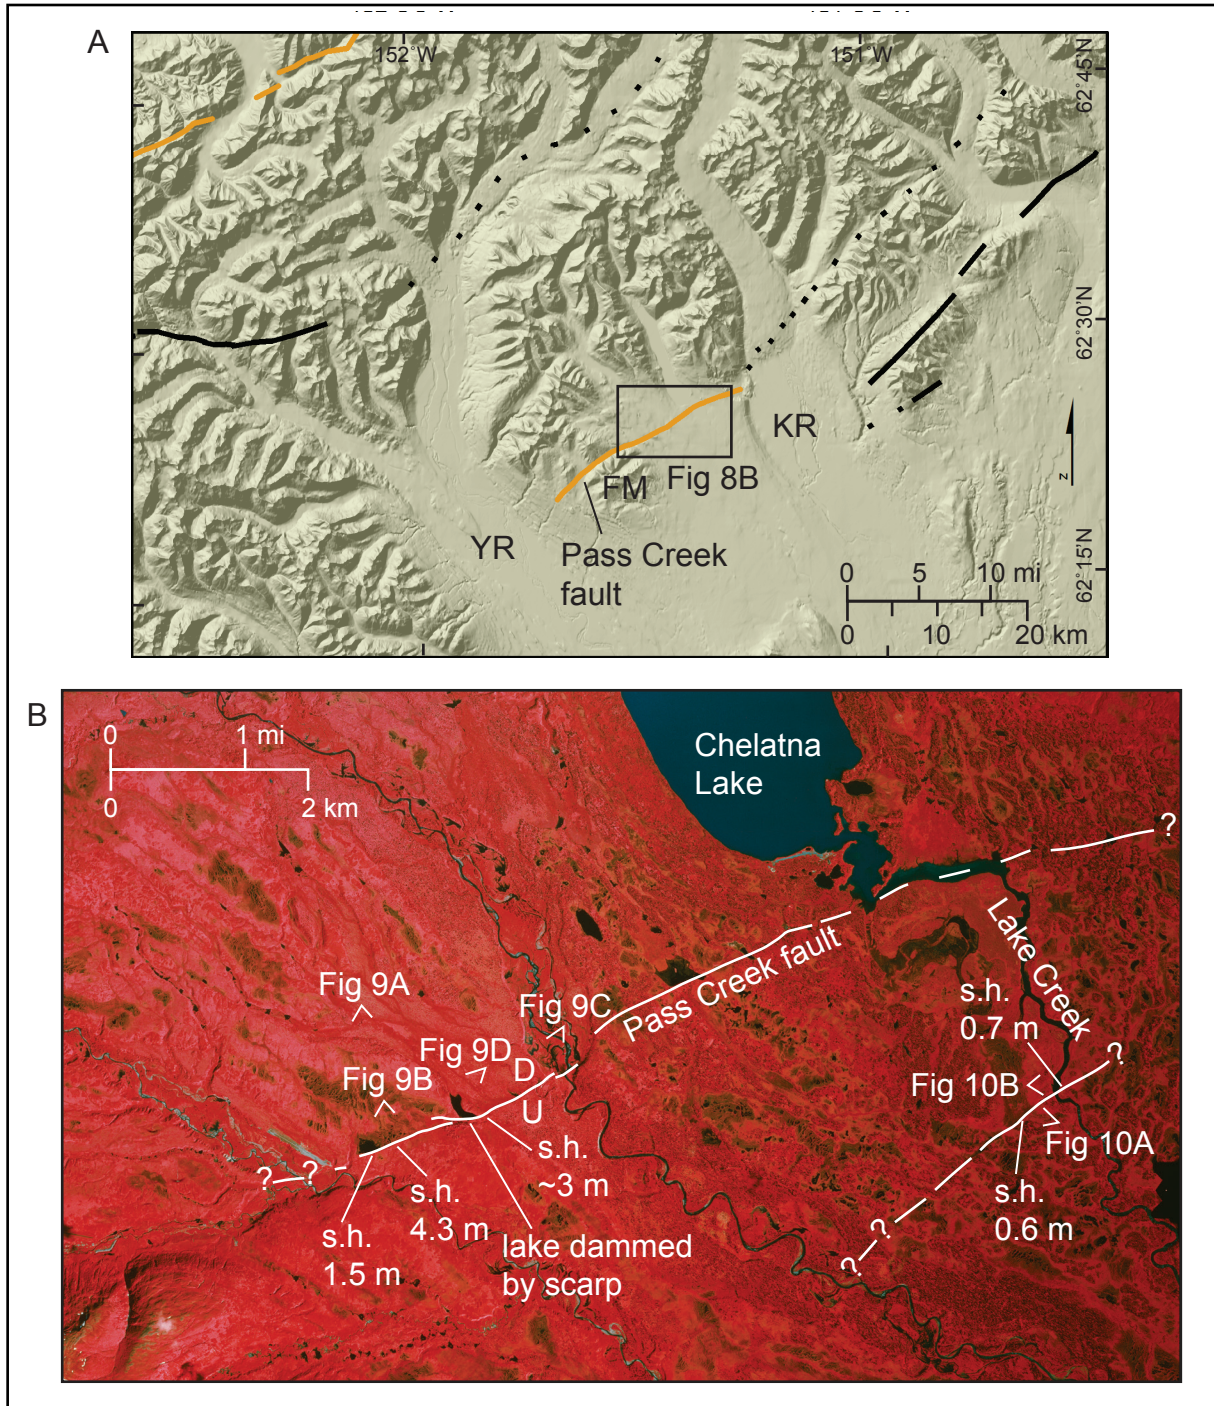 A
152°W
151°W
62°45'N
62°30'N
KR
FM
Fig 8B
YR
Pass Creek
fault
62°15'N
N
0 5 10 mi
0 10 20 km
B
0 1 mi
0 2 km
Chelatna
Lake
?
Lake Creek
Pass Creek fault
s.h.
0.7 m
Fig 9A
Fig 9C
Fig 9D
D
Fig 9B
U
?
Fig 10B
Fig 10A
s.h.
~3 m
? ?
s.h.
4.3 m
s.h.
0.6 m
s.h.
1.5 m
lake dammed
by scarp
?
?